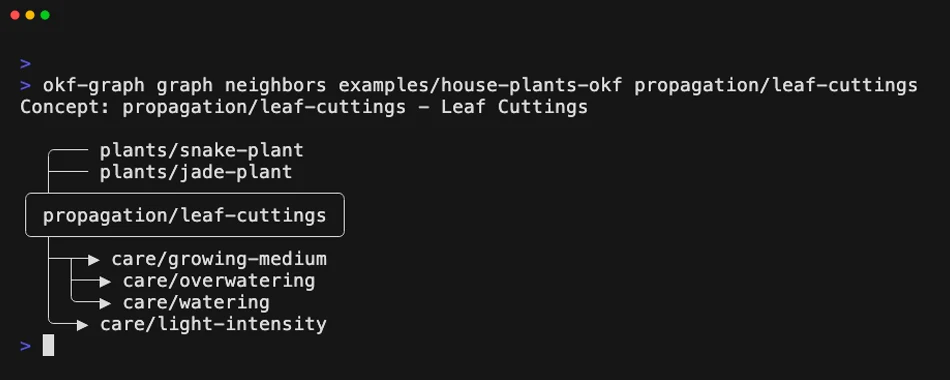 >
> okf-graph graph neighbors examples/house-plants-okf propagation/leaf-cuttings
Concept: propagation/leaf-cuttings - Leaf Cuttings
plants/snake-plant
plants/jade-plant
propagation/leaf-cuttings
care/growing-medium
care/overwatering
care/watering
care/light-intensity
>